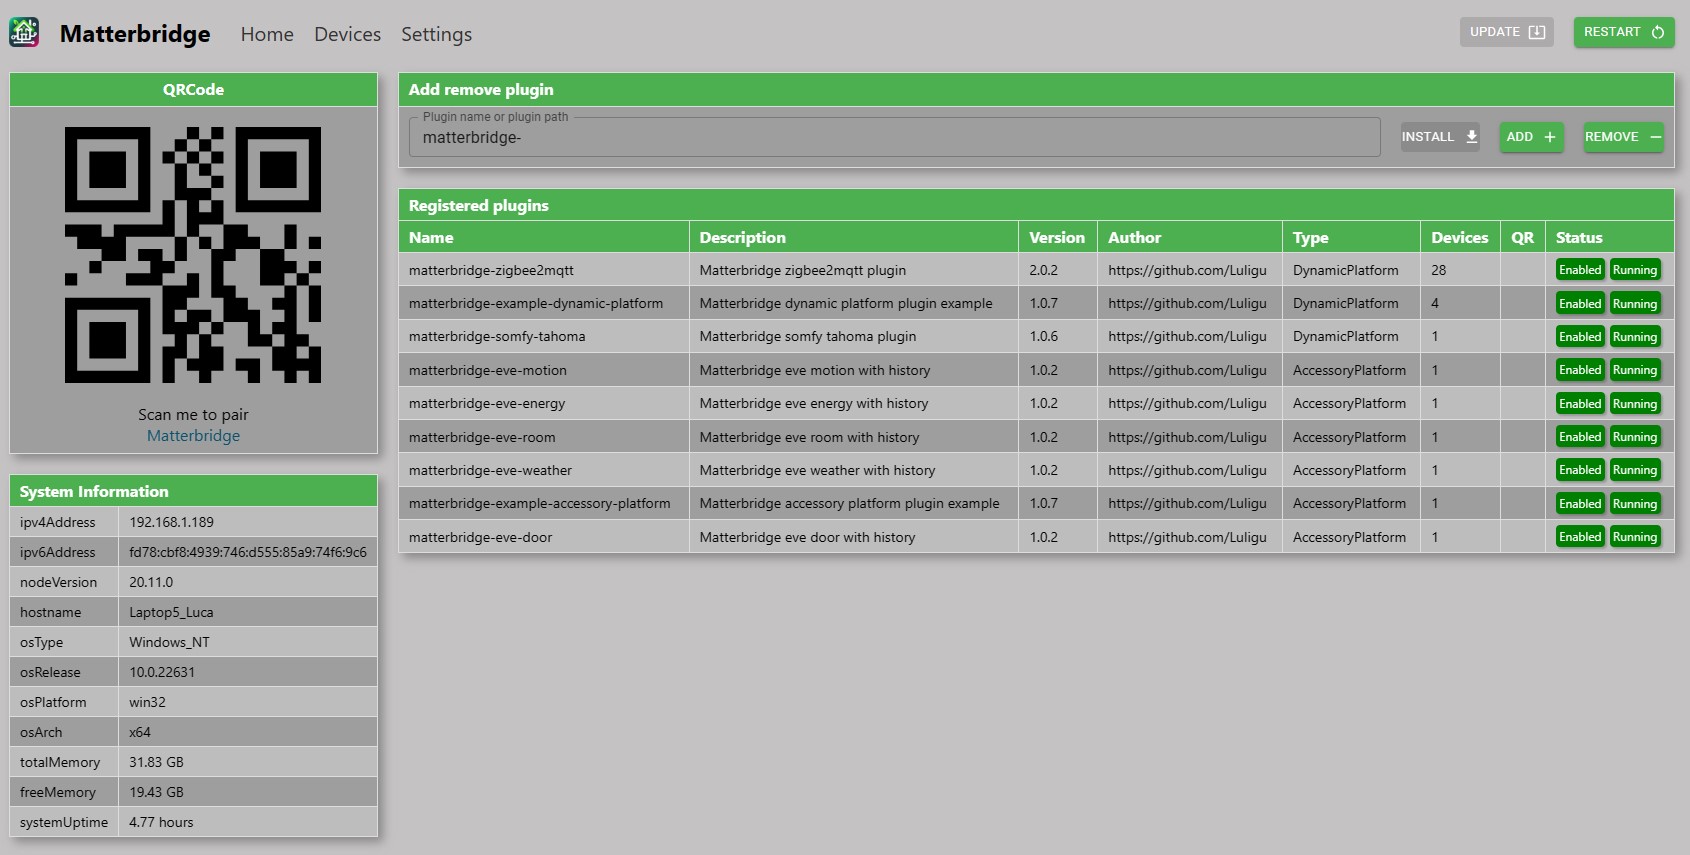 Matterbridge Home Devices Settings UPDATE RESTART
QRCode
Scan me to pair
Matterbridge
System Information
ipv4Address 192.168.1.189
ipv6Address fd78:cbf8:4939:746:d555:85a9:74f6:9c6
nodeVersion 20.11.0
hostname Laptop5_Luca
osType Windows_NT
osRelease 10.0.22631
osPlatform win32
osArch x64
totalMemory 31.83 GB
freeMemory 19.43 GB
systemUptime 4.77 hours
Add remove plugin
Plugin name or plugin path
matterbridge- INSTALL ADD REMOVE
Registered plugins
Name Description Version Author Type Devices QR Status
matterbridge-zigbee2mqtt Matterbridge zigbee2mqtt plugin 2.0.2 https://github.com/Luligu DynamicPlatform 28 Enabled Running
matterbridge-example-dynamic-platform Matterbridge dynamic platform plugin example 1.0.7 https://github.com/Luligu DynamicPlatform 4 Enabled Running
matterbridge-somfy-tahoma Matterbridge somfy tahoma plugin 1.0.6 https://github.com/Luligu DynamicPlatform 1 Enabled Running
matterbridge-eve-motion Matterbridge eve motion with history 1.0.2 https://github.com/Luligu AccessoryPlatform 1 Enabled Running
matterbridge-eve-energy Matterbridge eve energy with history 1.0.2 https://github.com/Luligu AccessoryPlatform 1 Enabled Running
matterbridge-eve-room Matterbridge eve room with history 1.0.2 https://github.com/Luligu AccessoryPlatform 1 Enabled Running
matterbridge-eve-weather Matterbridge eve weather with history 1.0.2 https://github.com/Luligu AccessoryPlatform 1 Enabled Running
matterbridge-example-accessory-platform Matterbridge accessory platform plugin example 1.0.7 https://github.com/Luligu AccessoryPlatform 1 Enabled Running
matterbridge-eve-door Matterbridge eve door with history 1.0.2 https://github.com/Luligu AccessoryPlatform 1 Enabled Running